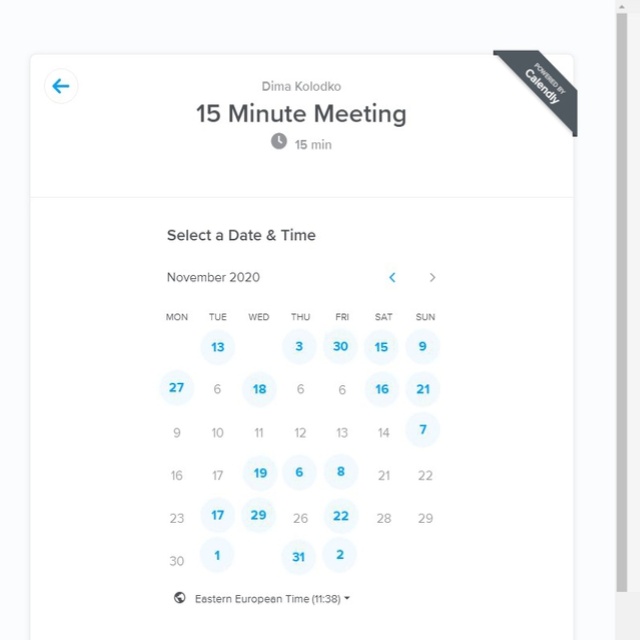 POWERED BY
Calendly
Dima Kolodko
15 Minute Meeting
15 min
Select a Date & Time
November 2020
MON TUE WED THU FRI SAT SUN
13 3 30 15 9
27 6 18 6 6 16 21
9 10 11 12 13 14 7
16 17 19 6 8 21 22
23 17 29 26 22 28 29
30 1 31 2
Eastern European Time (11:38)